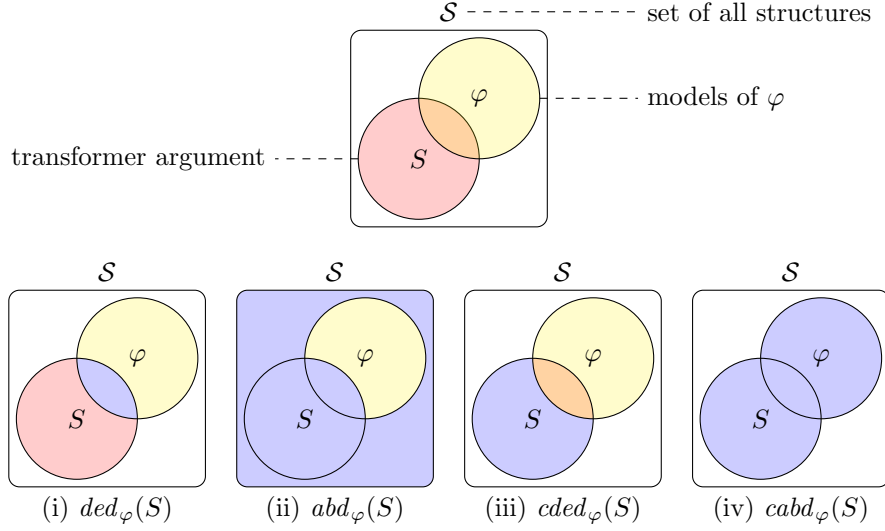 𝒮 set of all structures
φ
models of φ
transformer argument
S
𝒮 𝒮 𝒮 𝒮
φ φ φ φ
S S S S
(i) ded_φ(S) (ii) abd_φ(S) (iii) cded_φ(S) (iv) cabd_φ(S)